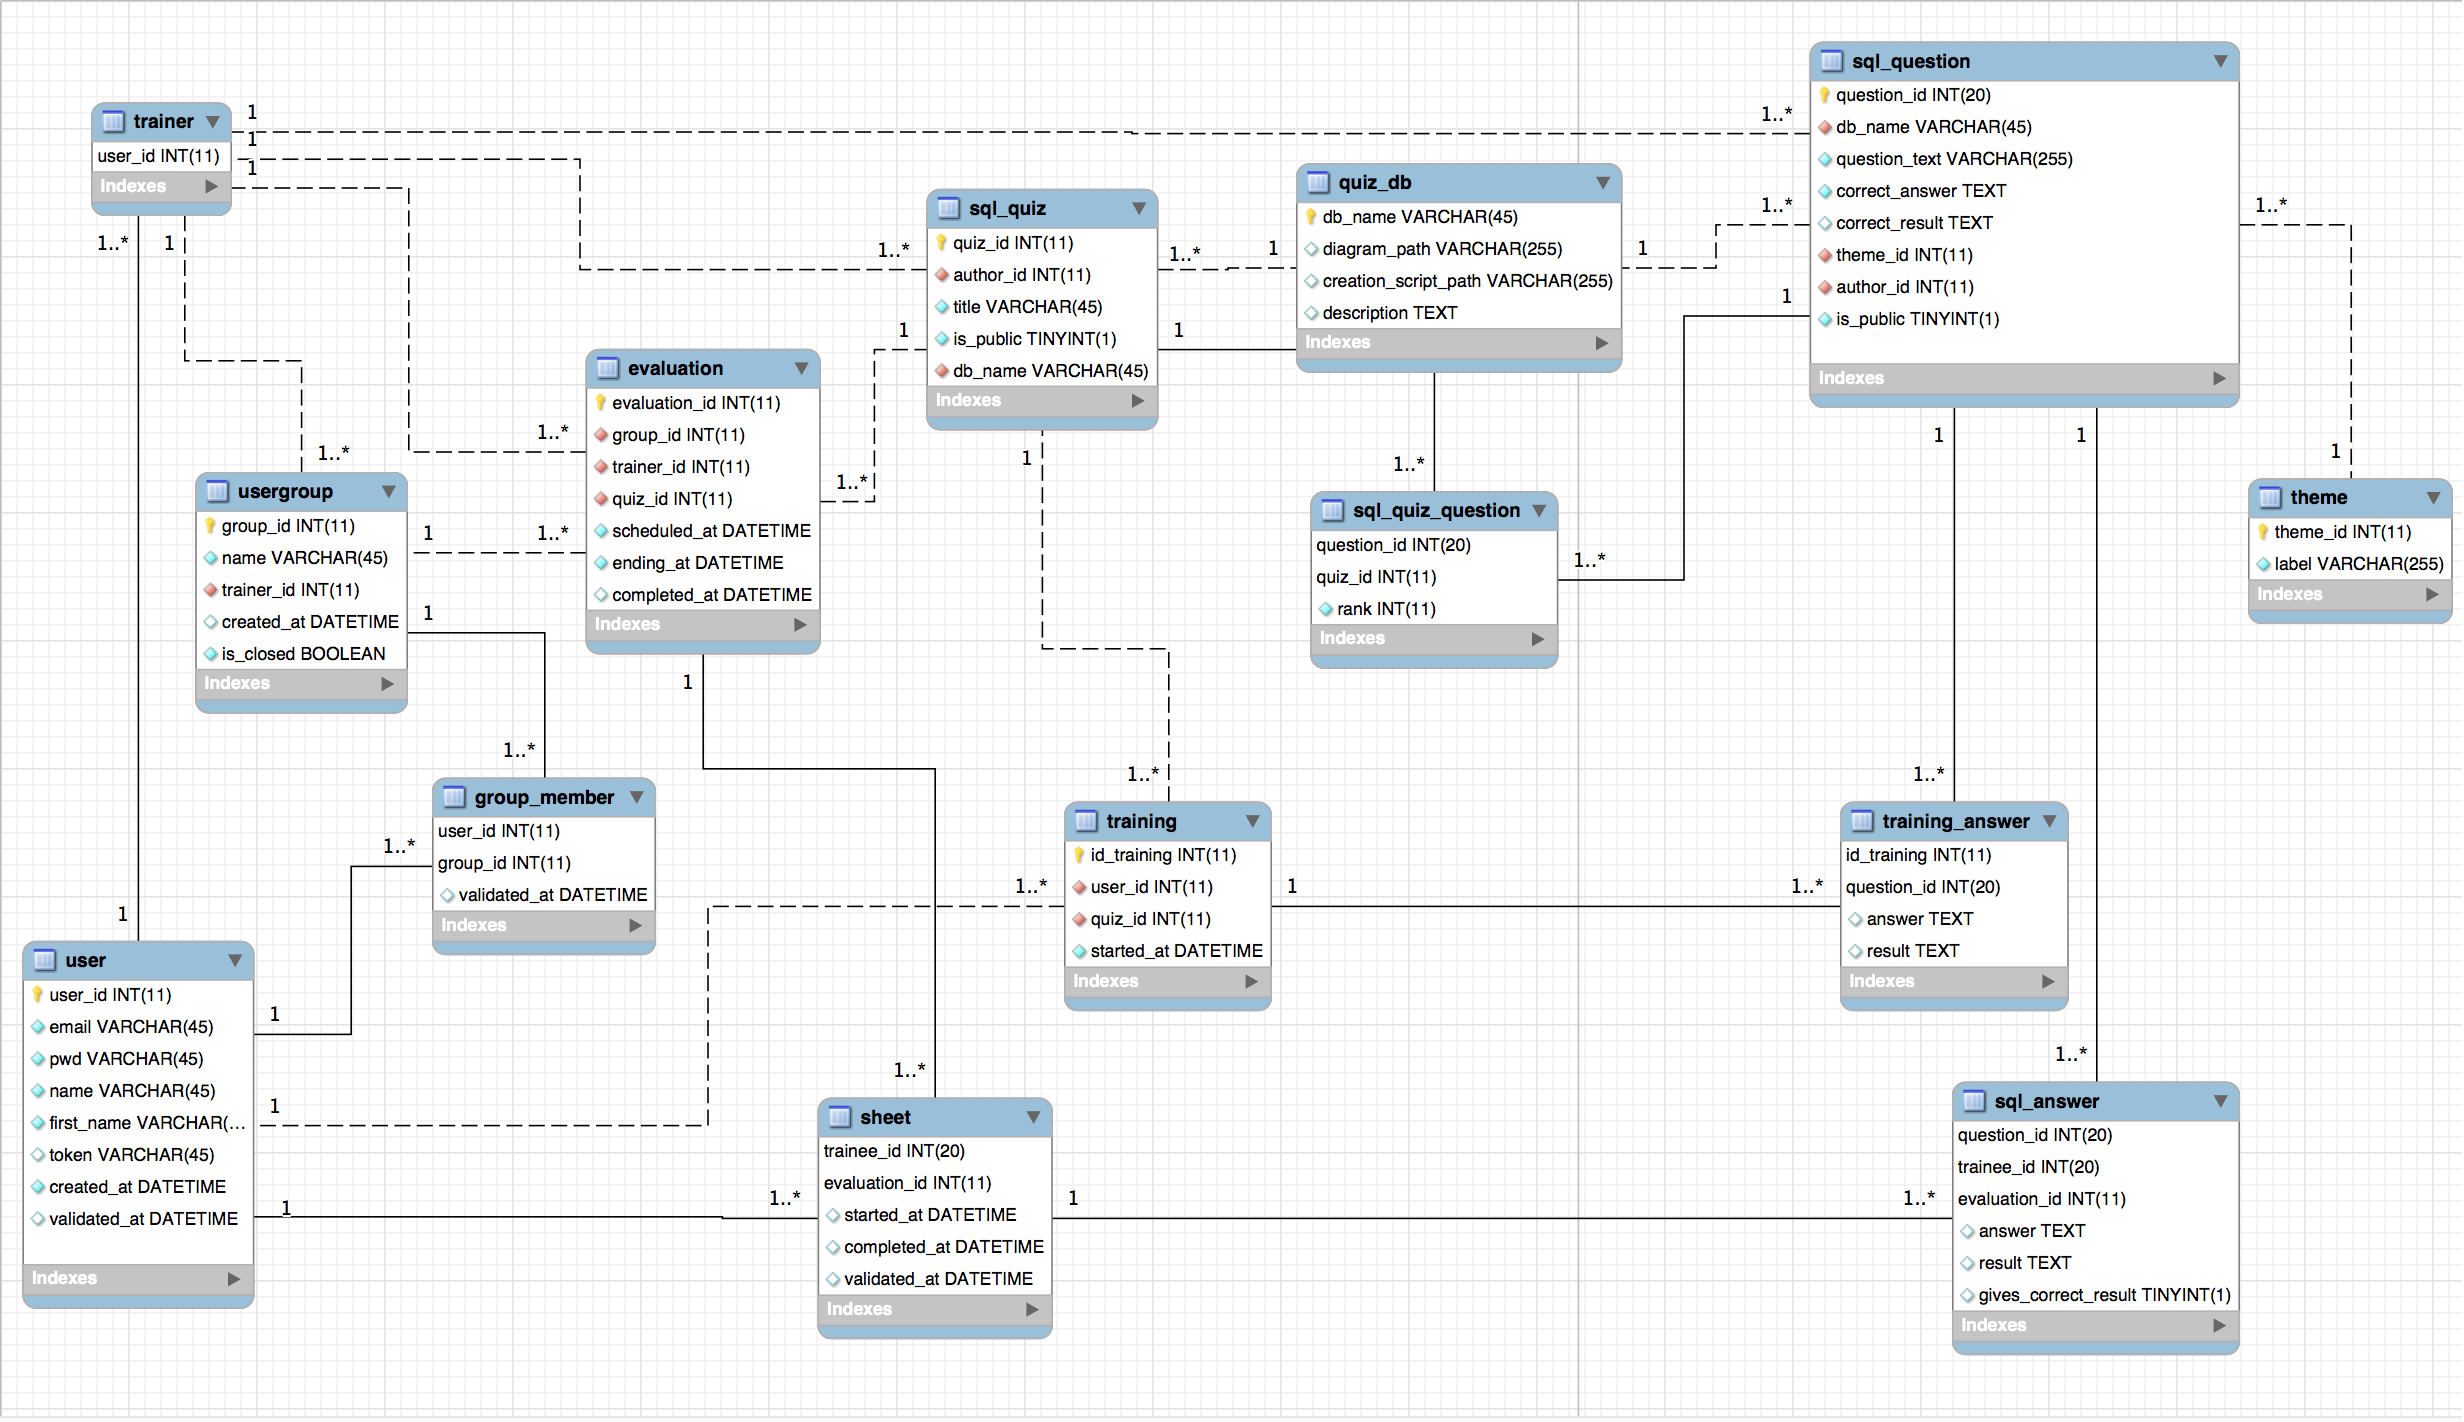 trainer
user_id INT(11)
Indexes
1
1
1
1..*
1
sql_question
question_id INT(20)
db_name VARCHAR(45)
question_text VARCHAR(255)
correct_answer TEXT
correct_result TEXT
theme_id INT(11)
author_id INT(11)
is_public TINYINT(1)
Indexes
1..*
1..*
1
1..*
1
1
quiz_db
db_name VARCHAR(45)
diagram_path VARCHAR(255)
creation_script_path VARCHAR(255)
description TEXT
Indexes
1
1
1..*
sql_quiz
quiz_id INT(11)
author_id INT(11)
title VARCHAR(45)
is_public TINYINT(1)
db_name VARCHAR(45)
Indexes
1..*
1..*
1
1
1
evaluation
evaluation_id INT(11)
group_id INT(11)
trainer_id INT(11)
quiz_id INT(11)
scheduled_at DATETIME
ending_at DATETIME
completed_at DATETIME
Indexes
1..*
1..*
1..*
1
usergroup
group_id INT(11)
name VARCHAR(45)
trainer_id INT(11)
created_at DATETIME
is_closed BOOLEAN
Indexes
1..*
1
1
sql_quiz_question
question_id INT(20)
quiz_id INT(11)
rank INT(11)
Indexes
1..*
theme
theme_id INT(11)
label VARCHAR(255)
Indexes
1
group_member
user_id INT(11)
group_id INT(11)
validated_at DATETIME
Indexes
1..*
1..*
training
id_training INT(11)
user_id INT(11)
quiz_id INT(11)
started_at DATETIME
Indexes
1..*
1..*
1
training_answer
id_training INT(11)
question_id INT(20)
answer TEXT
result TEXT
Indexes
1..*
1..*
user
user_id INT(11)
email VARCHAR(45)
pwd VARCHAR(45)
name VARCHAR(45)
first_name VARCHAR(...
token VARCHAR(45)
created_at DATETIME
validated_at DATETIME
Indexes
1
1
1
1
sheet
trainee_id INT(20)
evaluation_id INT(11)
started_at DATETIME
completed_at DATETIME
validated_at DATETIME
Indexes
1..*
1..*
1
sql_answer
question_id INT(20)
trainee_id INT(20)
evaluation_id INT(11)
answer TEXT
result TEXT
gives_correct_result TINYINT(1)
Indexes
1..*
1..*